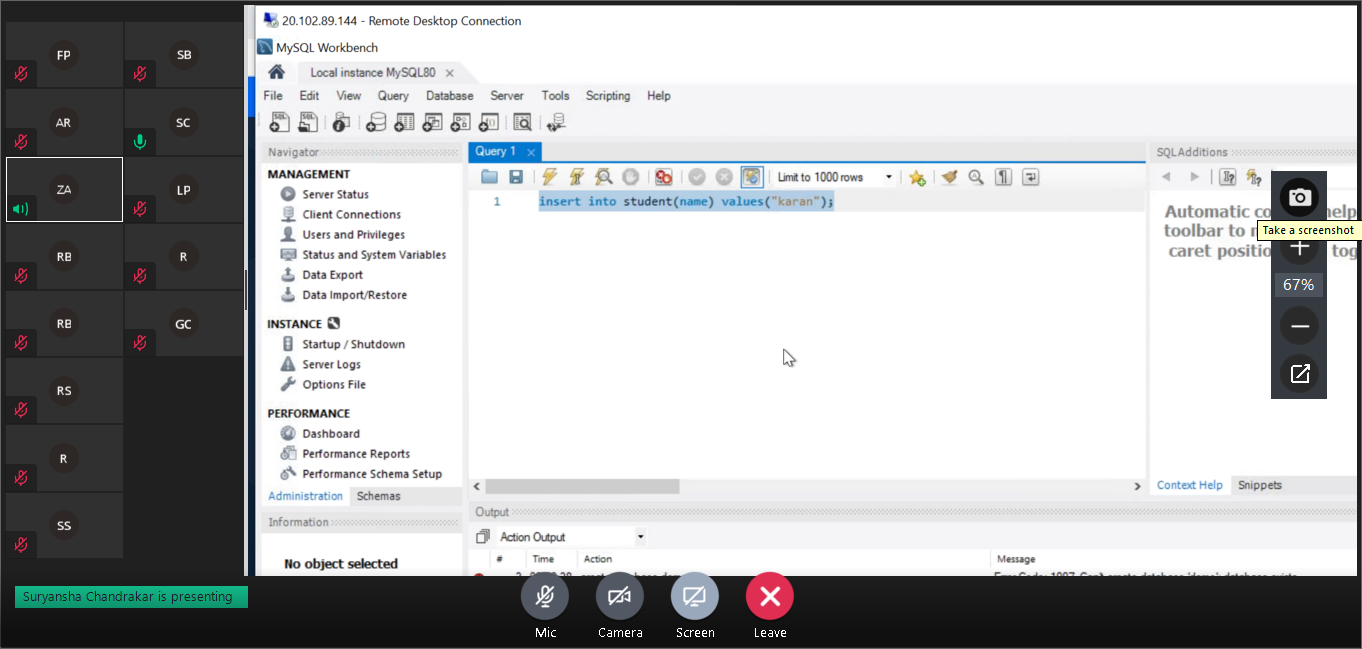 FP
SB
AR
SC
ZA
LP
RB
R
RB
GC
RS
R
SS
Suryansha Chandrakar is presenting
20.102.89.144 - Remote Desktop Connection
MySQL Workbench
Local instance MySQL80
File Edit View Query Database Server Tools Scripting Help
Navigator
MANAGEMENT
Server Status
Client Connections
Users and Privileges
Status and System Variables
Data Export
Data Import/Restore
INSTANCE
Startup / Shutdown
Server Logs
Options File
PERFORMANCE
Dashboard
Performance Reports
Performance Schema Setup
Administration Schemas
Information
No object selected
Query 1
Limit to 1000 rows
1 insert into student(name) values("karan");
Output
Action Output
# Time Action Message
SQLAdditions
Automatic co help
toolbar to
caret positio tog
Context Help Snippets
Take a screenshot
67%
Mic Camera Screen Leave